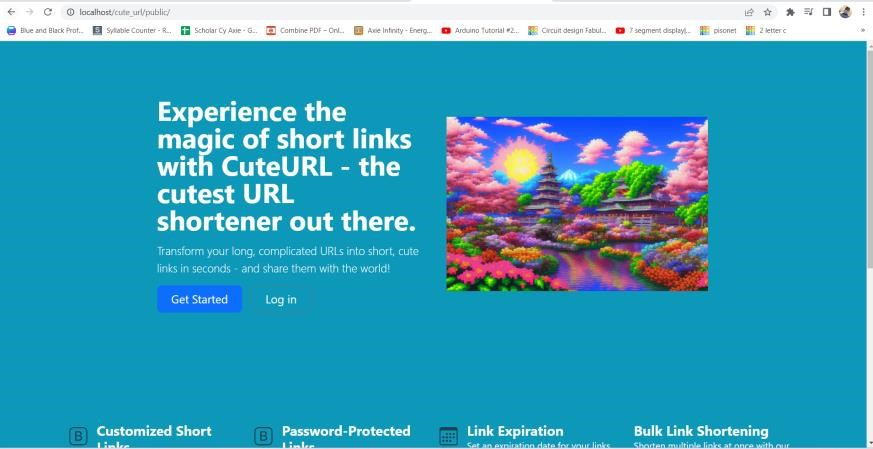 localhost/cute_url/public/
Blue and Black Prof...
Syllable Counter - R...
Scholar Cy Axie - G...
Combine PDF – Onl...
Axie Infinity - Energ...
Arduino Tutorial #2...
Circuit design Fabul...
7 segment display|...
pisonet
2 letter c
»
Experience the
magic of short links
with CuteURL - the
cutest URL
shortener out there.
Transform your long, complicated URLs into short, cute
links in seconds - and share them with the world!
Get Started
Log in
B
Customized Short
Links
B
Password-Protected
Links
Link Expiration
Set an expiration date for your links
Bulk Link Shortening
Shorten multiple links at once with our